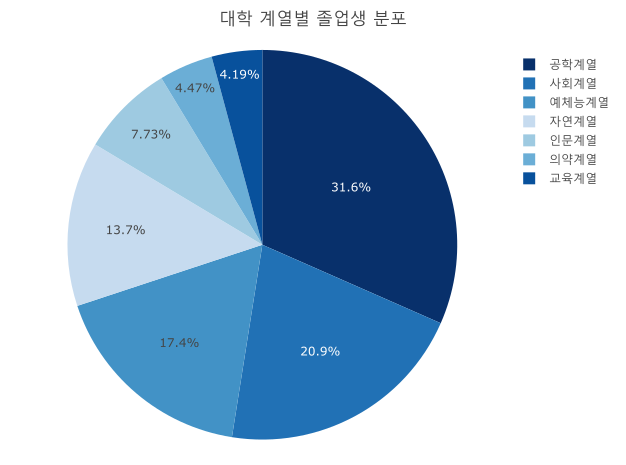 대학 계열별 졸업생 분포
4.19%
4.47%
7.73%
31.6%
13.7%
17.4%
20.9%
공학계열
사회계열
예체능계열
자연계열
인문계열
의약계열
교육계열